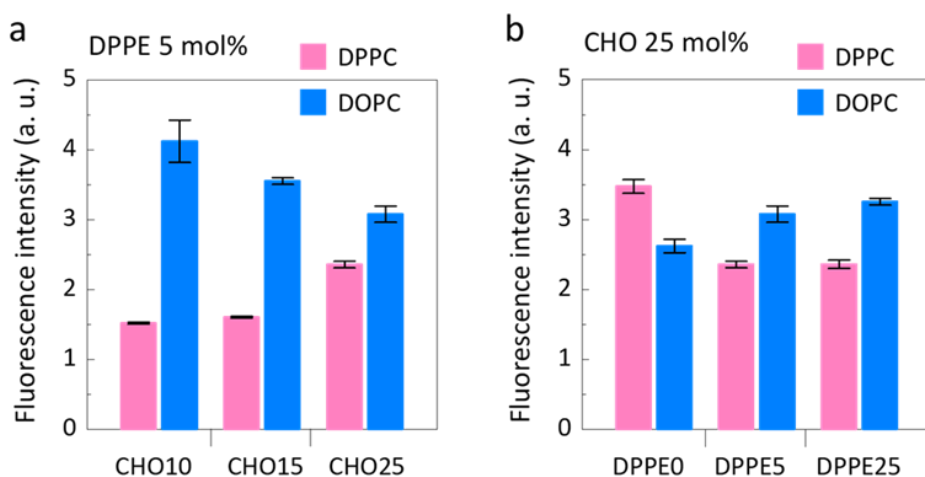 a
DPPE 5 mol%
DPPC
DOPC
Fluorescence intensity (a. u.)
5
4
3
2
1
0
CHO10 CHO15 CHO25
b
CHO 25 mol%
DPPC
DOPC
Fluorescence intensity (a. u.)
5
4
3
2
1
0
DPPE0 DPPE5 DPPE25